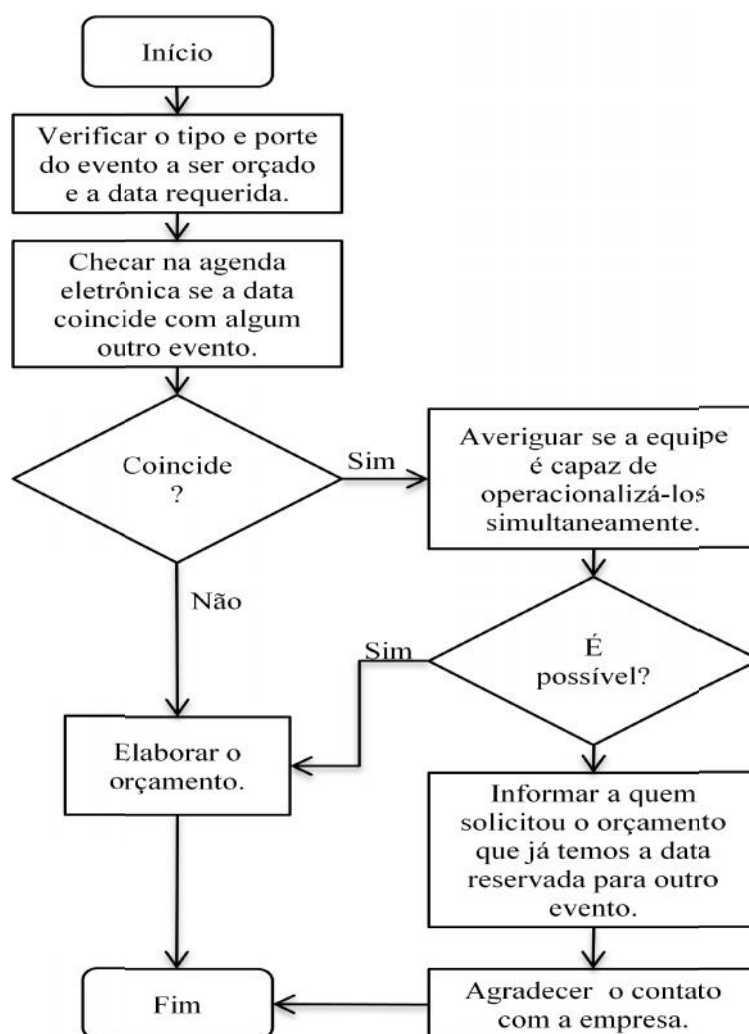 Início
Verificar o tipo e porte
do evento a ser orçado
e a data requerida.
Checar na agenda
eletrônica se a data
coincide com algum
outro evento.
Coincide
?
Sim
Averiguar se a equipe
é capaz de
operacionalizá-los
simultaneamente.
Não
Sim
É
possível?
Elaborar o
orçamento.
Informar a quem
solicitou o orçamento
que já temos a data
reservada para outro
evento.
Fim
Agradecer o contato
com a empresa.